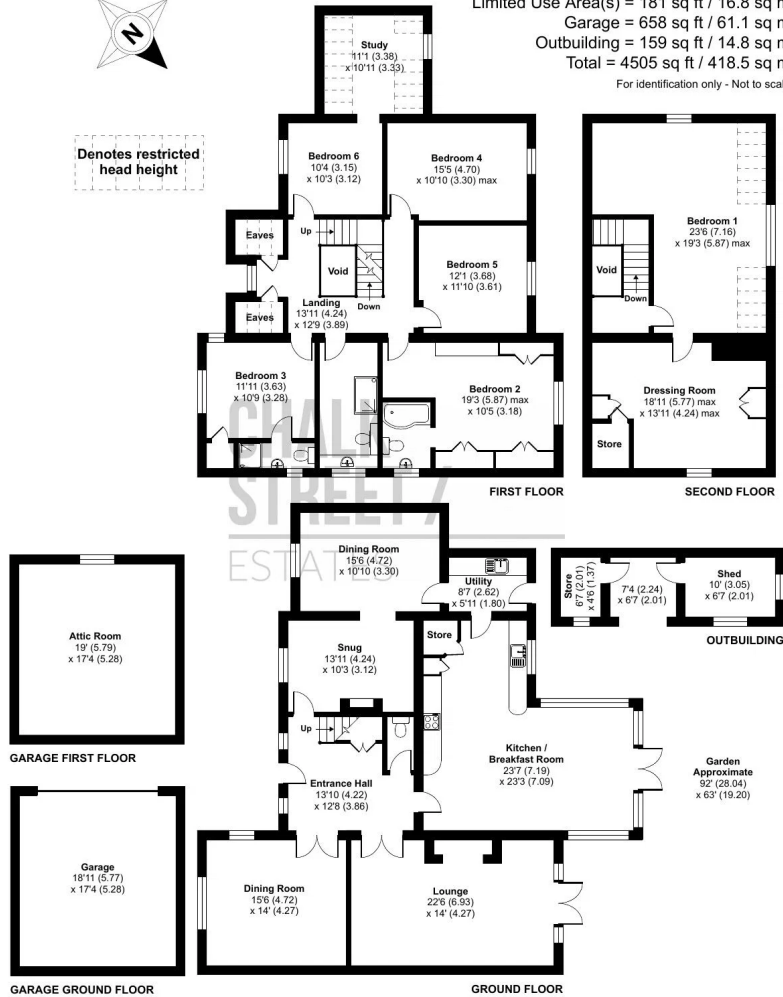 Limited Use Area(s) = 181 sq ft / 16.8 sq m
Garage = 658 sq ft / 61.1 sq m
Outbuilding = 159 sq ft / 14.8 sq m
Total = 4505 sq ft / 418.5 sq m
For identification only - Not to scale
N
Denotes restricted
head height
Study
11'1 (3.38)
x 10'11 (3.33)
Bedroom 6
10'4 (3.15)
x 10'3 (3.12)
Bedroom 4
15'5 (4.70)
x 10'10 (3.30) max
Eaves
Up
Void
Bedroom 5
12'1 (3.68)
x 11'10 (3.61)
Eaves
Landing
13'11 (4.24)
x 12'9 (3.89)
Down
Bedroom 3
11'11 (3.63)
x 10'9 (3.28)
Bedroom 2
19'3 (5.87) max
x 10'5 (3.18)
FIRST FLOOR
Bedroom 1
23'6 (7.16)
x 19'3 (5.87) max
Void
Down
Dressing Room
18'11 (5.77) max
x 13'11 (4.24) max
Store
SECOND FLOOR
CHALK
STREET
ESTATES
Dining Room
15'6 (4.72)
x 10'10 (3.30)
Utility
8'7 (2.62)
x 5'11 (1.80)
Store
6'7 (2.01)
x 4'6 (1.37)
7'4 (2.24)
x 6'7 (2.01)
Shed
10' (3.05)
x 6'7 (2.01)
OUTBUILDING
Attic Room
19' (5.79)
x 17'4 (5.28)
GARAGE FIRST FLOOR
Snug
13'11 (4.24)
x 10'3 (3.12)
Store
Up
Entrance Hall
13'10 (4.22)
x 12'8 (3.86)
Kitchen /
Breakfast Room
23'7 (7.19)
x 23'3 (7.09)
Garden
Approximate
92' (28.04)
x 63' (19.20)
Garage
18'11 (5.77)
x 17'4 (5.28)
GARAGE GROUND FLOOR
Dining Room
15'6 (4.72)
x 14' (4.27)
Lounge
22'6 (6.93)
x 14' (4.27)
GROUND FLOOR